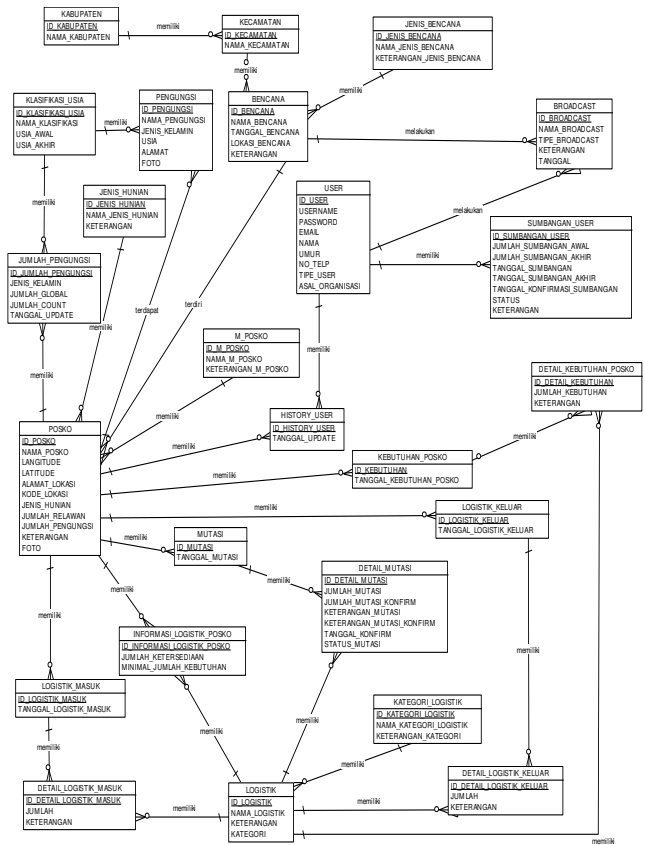 KABUPATEN
ID_KABUPATEN
NAMA_KABUPATEN
memiliki
KECAMATAN
ID_KECAMATAN
NAMA_KECAMATAN
memiliki
JENIS_BENCANA
ID_JENIS_BENCANA
NAMA_JENIS_BENCANA
KETERANGAN_JENIS_BENCANA
memiliki
KLASIFIKASI_USIA
ID_KLASIFIKASI_USIA
NAMA_KLASIFIKASI
USIA_AWAL
USIA_AKHIR
memiliki
PENGUNGSI
ID_PENGUNGSI
NAMA_PENGUNGSI
JENIS_KELAMIN
USIA
ALAMAT
FOTO
BENCANA
ID_BENCANA
NAMA_BENCANA
TANGGAL_BENCANA
LOKASI_BENCANA
KETERANGAN
melakukan
BROADCAST
ID_BROADCAST
NAMA_BROADCAST
TIPE_BROADCAST
KETERANGAN
TANGGAL
memiliki
JENIS_HUNIAN
ID_JENIS_HUNIAN
NAMA_JENIS_HUNIAN
KETERANGAN
USER
ID_USER
USERNAME
PASSWORD
EMAIL
NAMA
UMUR
NO_TELP
TIPE_USER
ASAL_ORGANISASI
melakukan
memiliki
SUMBANGAN_USER
ID_SUMBANGAN_USER
JUMLAH_SUMBANGAN_AWAL
JUMLAH_SUMBANGAN_AKHIR
TANGGAL_SUMBANGAN
TANGGAL_SUMBANGAN_AKHIR
TANGGAL_KONFIRMASI_SUMBANGAN
STATUS
KETERANGAN
JUMLAH_PENGUNGSI
ID_JUMLAH_PENGUNGSI
JENIS_KELAMIN
JUMLAH_GLOBAL
JUMLAH_COUNT
TANGGAL_UPDATE
memiliki
memiliki
terdapat
terdiri
M_POSKO
ID_M_POSKO
NAMA_M_POSKO
KETERANGAN_M_POSKO
memiliki
memiliki
DETAIL_KEBUTUHAN_POSKO
ID_DETAIL_KEBUTUHAN
JUMLAH_KEBUTUHAN
KETERANGAN
POSKO
ID_POSKO
NAMA_POSKO
LANGITUDE
LATITUDE
ALAMAT_LOKASI
KODE_LOKASI
JENIS_HUNIAN
JUMLAH_RELAWAN
JUMLAH_PENGUNGSI
KETERANGAN
FOTO
memiliki
HISTORY_USER
ID_HISTORY_USER
TANGGAL_UPDATE
memiliki
KEBUTUHAN_POSKO
ID_KEBUTUHAN
TANGGAL_KEBUTUHAN_POSKO
memiliki
memiliki
LOGISTIK_KELUAR
ID_LOGISTIK_KELUAR
TANGGAL_LOGISTIK_KELUAR
memiliki
MUTASI
ID_MUTASI
TANGGAL_MUTASI
memiliki
DETAIL_MUTASI
ID_DETAIL_MUTASI
JUMLAH_MUTASI
JUMLAH_MUTASI_KONFIRM
KETERANGAN_MUTASI
KETERANGAN_MUTASI_KONFIRM
TANGGAL_KONFIRM
STATUS_MUTASI
memiliki
memiliki
INFORMASI_LOGISTIK_POSKO
ID_INFORMASI_LOGISTIK_POSKO
JUMLAH_KETERSEDIAAN
MINIMAL_JUMLAH_KEBUTUHAN
memiliki
LOGISTIK_MASUK
ID_LOGISTIK_MASUK
TANGGAL_LOGISTIK_MASUK
memiliki
memiliki
memiliki
KATEGORI_LOGISTIK
ID_KATEGORI_LOGISTIK
NAMA_KATEGORI_LOGISTIK
KETERANGAN_KATEGORI
memiliki
DETAIL_LOGISTIK_MASUK
ID_DETAIL_LOGISTIK_MASUK
JUMLAH
KETERANGAN
memiliki
LOGISTIK
ID_LOGISTIK
NAMA_LOGISTIK
KETERANGAN
KATEGORI
memiliki
DETAIL_LOGISTIK_KELUAR
ID_DETAIL_LOGISTIK_KELUAR
JUMLAH
KETERANGAN
memiliki